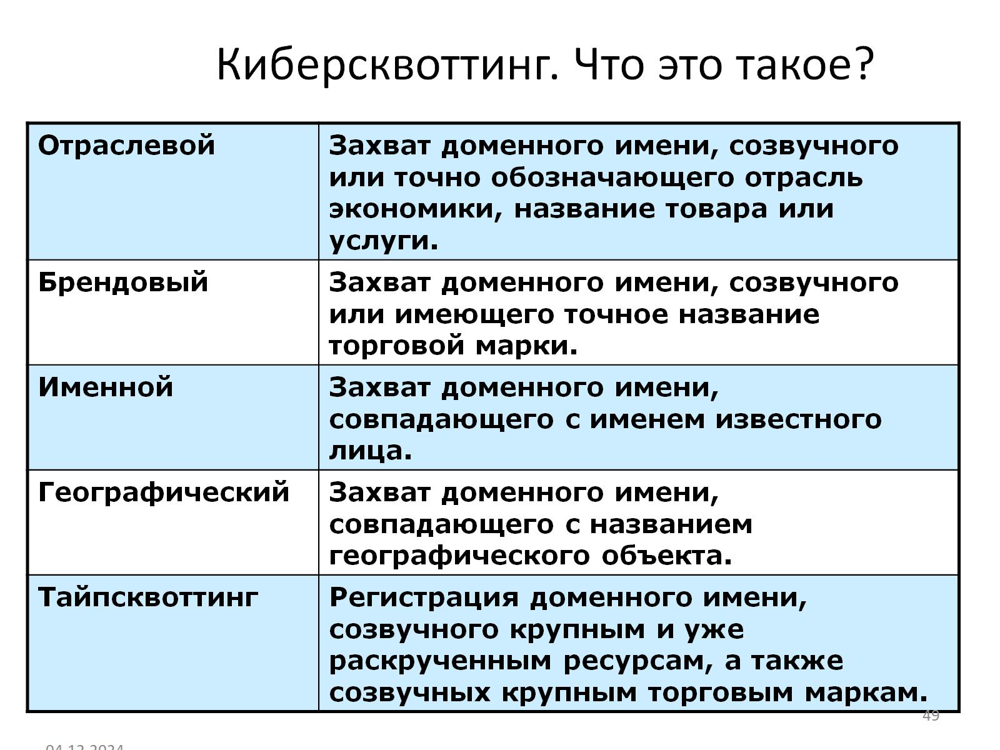 Киберсквоттинг. Что это такое?
Отраслевой
Захват доменного имени, созвучного
или точно обозначающего отрасль
экономики, название товара или
услуги.
Брендовый
Захват доменного имени, созвучного
или имеющего точное название
торговой марки.
Именной
Захват доменного имени,
совпадающего с именем известного
лица.
Географический
Захват доменного имени,
совпадающего с названием
географического объекта.
Тайпсквоттинг
Регистрация доменного имени,
созвучного крупным и уже
раскрученным ресурсам, а также
созвучных крупным торговым маркам.
49
04.12.2024